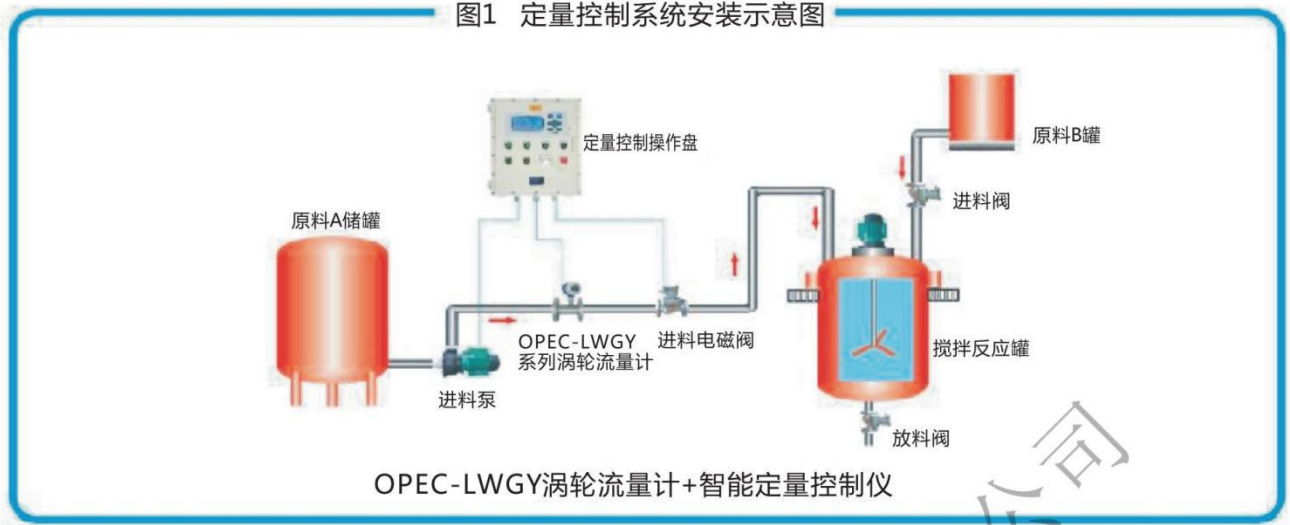 图1 定量控制系统安装示意图
定量控制操作盘
原料B罐
进料阀
原料A储罐
OPEC-LWGY
系列涡轮流量计
进料电磁阀
搅拌反应罐
进料泵
放料阀
OPEC-LWGY涡轮流量计+智能定量控制仪
公司